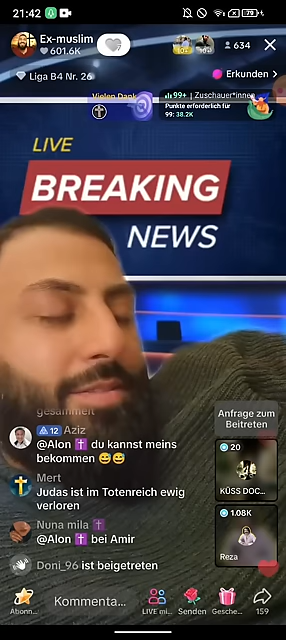 21:42
79
Ex-muslim
601.6K
634
Liga B4 Nr. 26
Erkunden >
Vielen Dank
99+ | Zuschauer*innen
Punkte erforderlich für
99: 38.2K
LIVE
BREAKING
NEWS
gesammelt
12 Aziz
@Alon ✝️ du kannst meins
bekommen 😅😅
Mert
Judas ist im Totenreich ewig
verloren
Nuna mila ✝️
@Alon ✝️ bei Amir
Doni_96 ist beigetreten
Anfrage zum
Beitreten
20
KÜSS DOC...
1.08K
Reza
Abonn...
Kommenta...
LIVE mi...
Senden
Gesche...
159